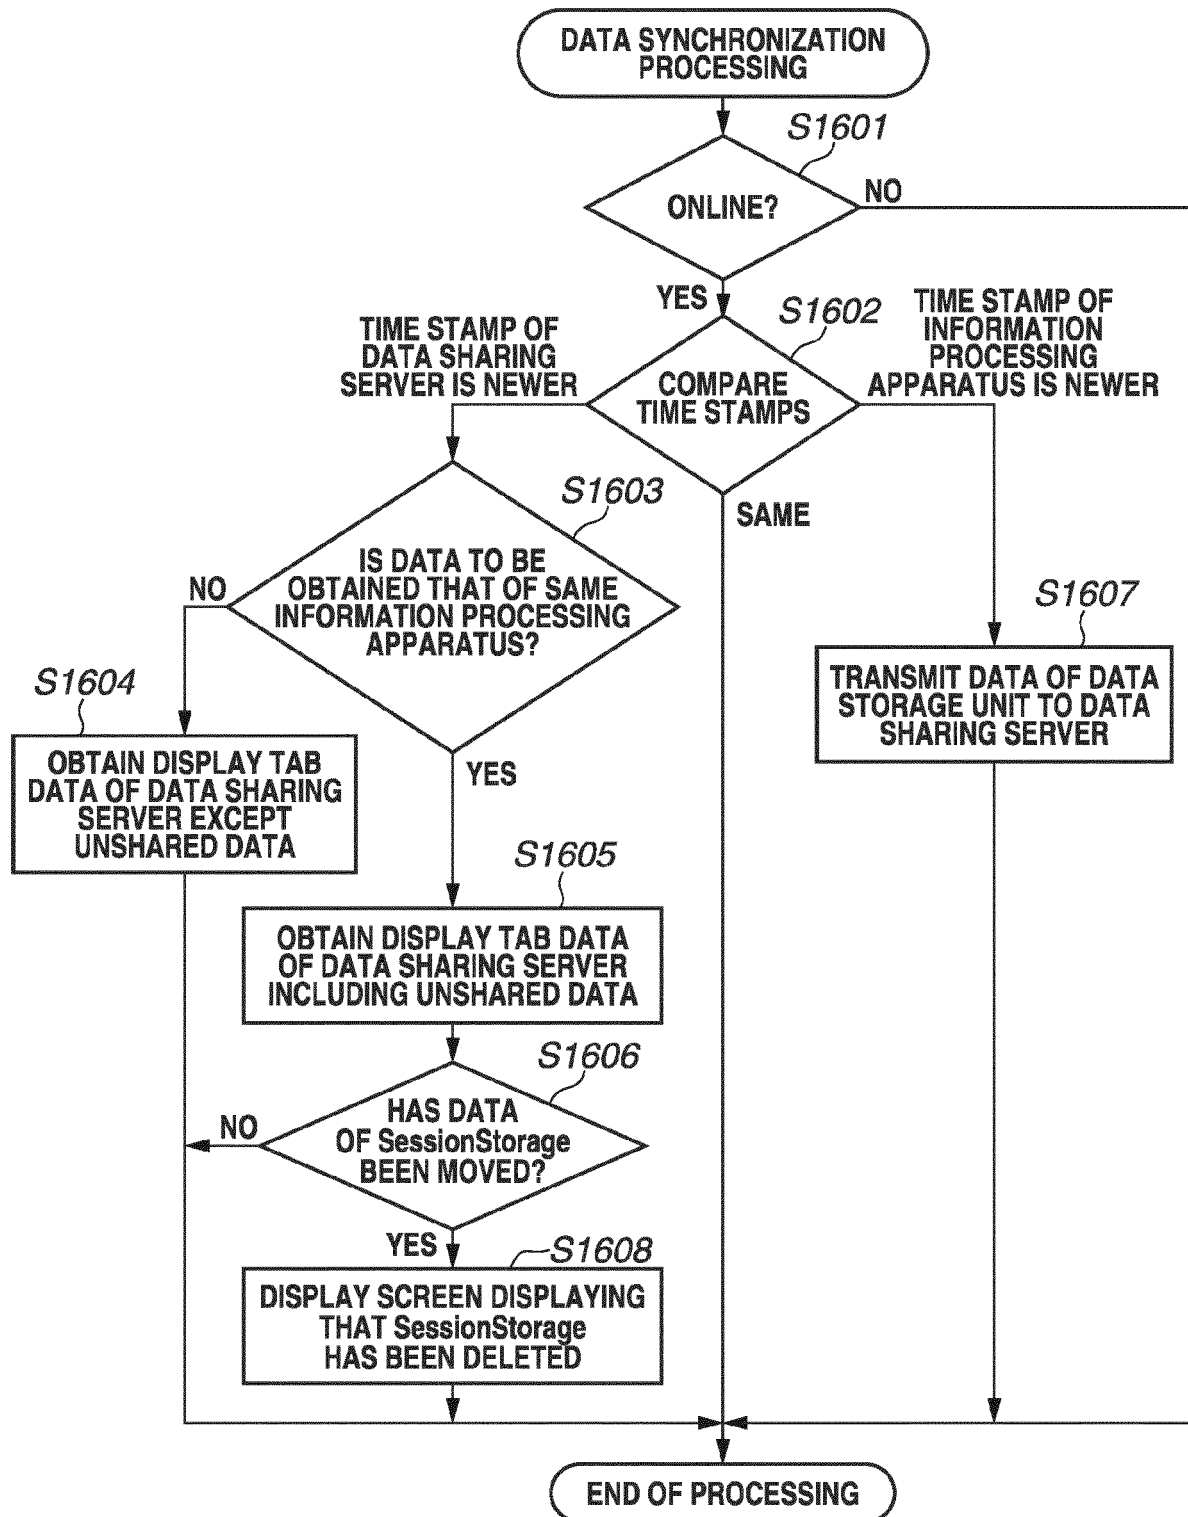 DATA SYNCHRONIZATION
PROCESSING
S1601
ONLINE?
NO
YES
S1602
TIME STAMP OF
DATA SHARING
SERVER IS NEWER
COMPARE
TIME STAMPS
TIME STAMP OF
INFORMATION
PROCESSING
APPARATUS IS NEWER
SAME
S1603
IS DATA TO BE
OBTAINED THAT OF SAME
INFORMATION PROCESSING
APPARATUS?
NO
YES
S1607
TRANSMIT DATA OF DATA
STORAGE UNIT TO DATA
SHARING SERVER
S1604
OBTAIN DISPLAY TAB
DATA OF DATA SHARING
SERVER EXCEPT
UNSHARED DATA
S1605
OBTAIN DISPLAY TAB DATA
OF DATA SHARING SERVER
INCLUDING UNSHARED DATA
S1606
HAS DATA
OF SessionStorage
BEEN MOVED?
NO
YES
S1608
DISPLAY SCREEN DISPLAYING
THAT SessionStorage
HAS BEEN DELETED
END OF PROCESSING